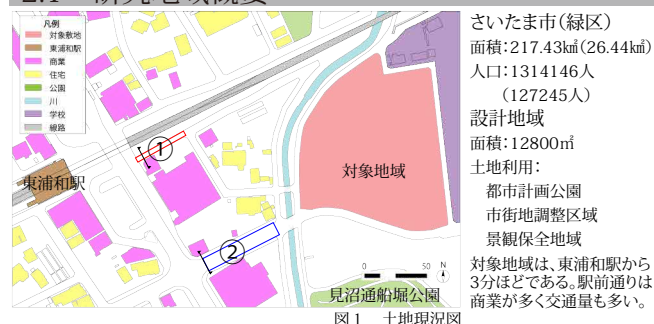 凡例
対象敷地
東浦和駅
商業
住宅
公園
川
学校
線路
①
東浦和駅
対象地域
②
0 50 N
見沼通船堀公園
図1 土地現況図
さいたま市(緑区)
面積:217.43㎢(26.44㎢)
人口:1314146人
(127245人)
設計地域
面積:12800㎡
土地利用:
都市計画公園
市街地調整区域
景観保全地域
対象地域は、東浦和駅から
3分ほどである。駅前通りは
商業が多く交通量も多い。